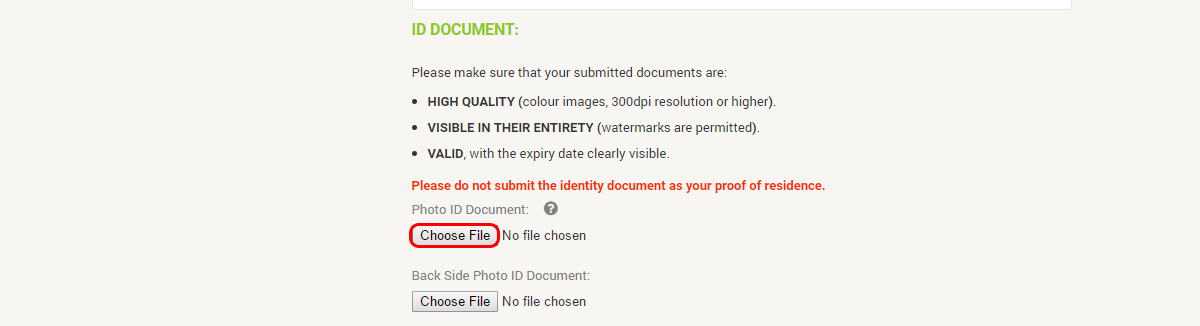 ID DOCUMENT:
Please make sure that your submitted documents are:
HIGH QUALITY (colour images, 300dpi resolution or higher).
VISIBLE IN THEIR ENTIRETY (watermarks are permitted).
VALID, with the expiry date clearly visible.
Please do not submit the identity document as your proof of residence.
Photo ID Document: ?
Choose File No file chosen
Back Side Photo ID Document:
Choose File No file chosen